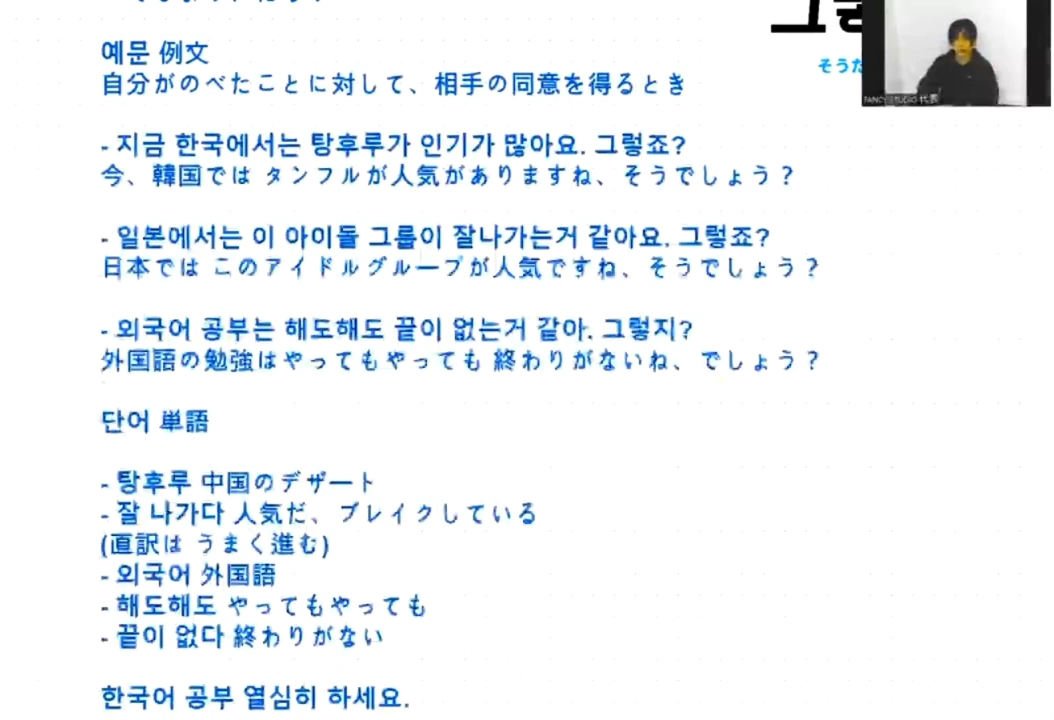 예문 例文
自分がのべたことに対して、相手の同意を得るとき
- 지금 한국에서는 탕후루가 인기가 많아요. 그렇죠?
今、韓国では タンフルが人気がありますね、そうでしょう？
- 일본에서는 이 아이돌 그룹이 잘나가는거 같아요. 그렇죠?
日本では このアイドルグループが人気ですね、そうでしょう？
- 외국어 공부는 해도해도 끝이 없는거 같아. 그렇지?
外国語の勉強はやってもやっても 終わりがないね、でしょう？
단어 単語
- 탕후루 中国のデザート
- 잘 나가다 人気だ、ブレイクしている
(直訳は うまく進む)
- 외국어 外国語
- 해도해도 やってもやっても
- 끝이 없다 終わりがない
한국어 공부 열심히 하세요.
そうだ
FANCY STUDIO 代表